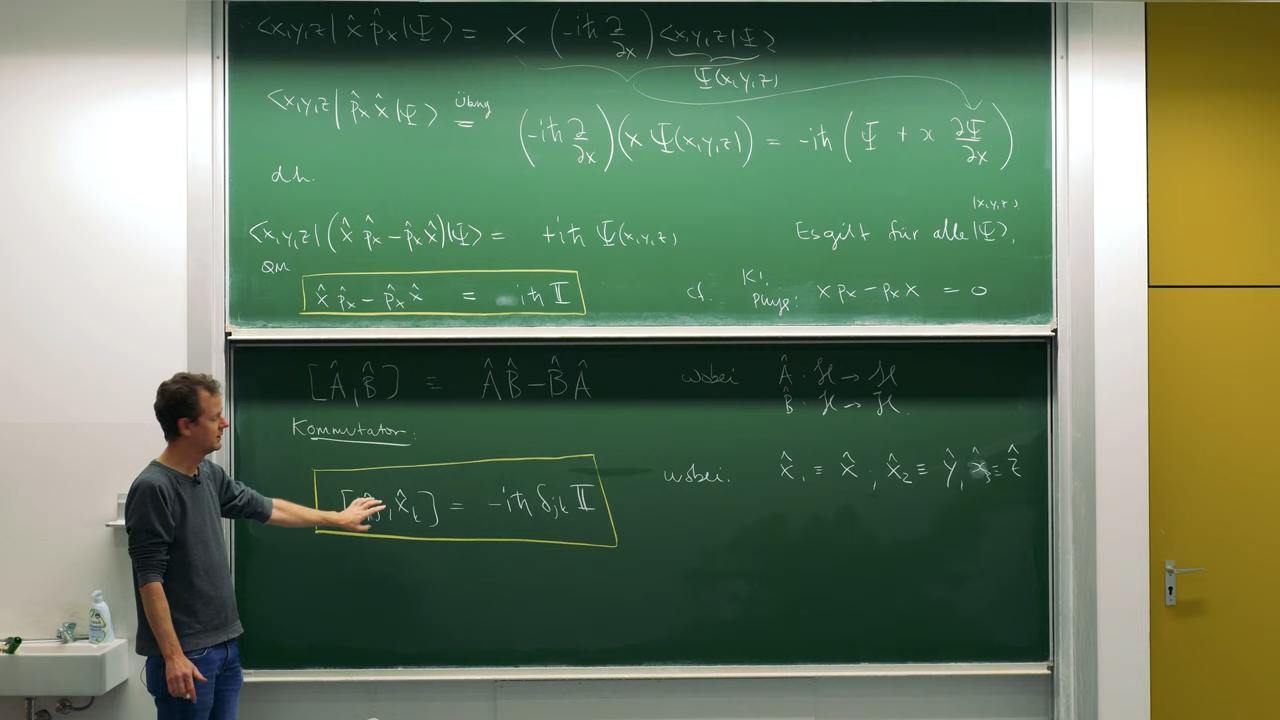 <x,y,z| x̂ p̂ₓ |Ψ> = x (-iħ ∂/∂x) <x,y,z|Ψ>
Ψ(x,y,z)
<x,y,z| p̂ₓ x̂ |Ψ> Übung = (-iħ ∂/∂x)(x Ψ(x,y,z)) = -iħ (Ψ + x ∂Ψ/∂x)
d.h.
<x,y,z| (x̂ p̂ₓ - p̂ₓ x̂)|Ψ> = +iħ Ψ(x,y,z) Es gilt für alle |Ψ>, |x,y,z>
QM
x̂ p̂ₓ - p̂ₓ x̂ = iħ 𝕀 cf. Kl. phys: x pₓ - pₓ x = 0
[Â, B̂] ≡ ÂB̂ - B̂Â wobei Â : ℋ → ℋ
B̂ : ℋ → ℋ
Kommutator.
, x̂ₖ] = -iħ δⱼₖ 𝕀 wobei. x̂₁ ≡ x̂ , x̂₂ ≡ ŷ, x̂₃ ≡ ẑ